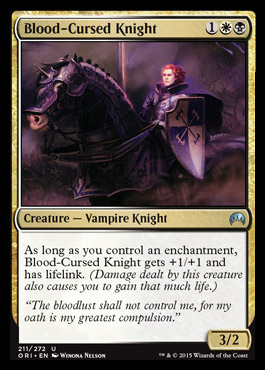 Blood-Cursed Knight 1
Creature — Vampire Knight
As long as you control an enchantment,
Blood-Cursed Knight gets +1/+1 and
has lifelink. (Damage dealt by this creature
also causes you to gain that much life.)
“The bloodlust shall not control me, for my
oath is my greatest compulsion.”
3/2
211/272 U
ORI • EN Winona Nelson
™ & © 2015 Wizards of the Coast